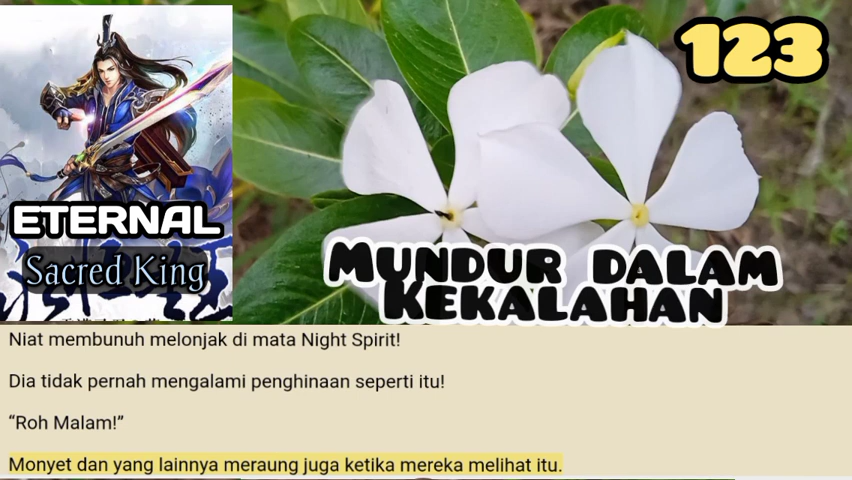 123
ETERNAL
Sacred King
MUNDUR DALAM
KEKALAHAN
Niat membunuh melonjak di mata Night Spirit!
Dia tidak pernah mengalami penghinaan seperti itu!
“Roh Malam!”
Monyet dan yang lainnya meraung juga ketika mereka melihat itu.